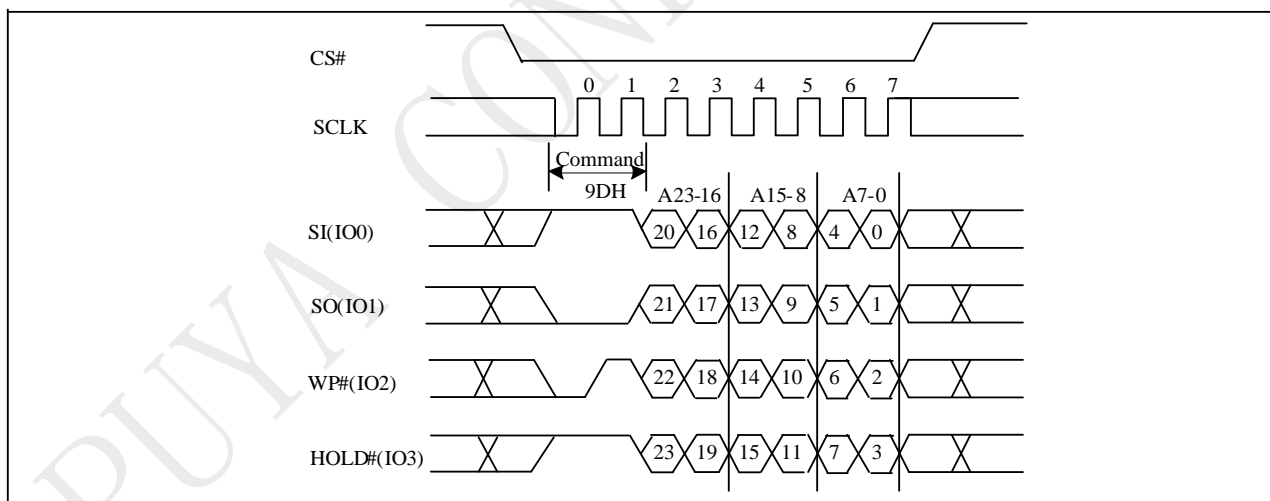 CS#
0 1 2 3 4 5 6 7
SCLK
Command
9DH
A23-16 A15-8 A7-0
SI(IO0) 20 16 12 8 4 0
SO(IO1) 21 17 13 9 5 1
WP#(IO2) 22 18 14 10 6 2
HOLD#(IO3) 23 19 15 11 7 3
PUYA CON